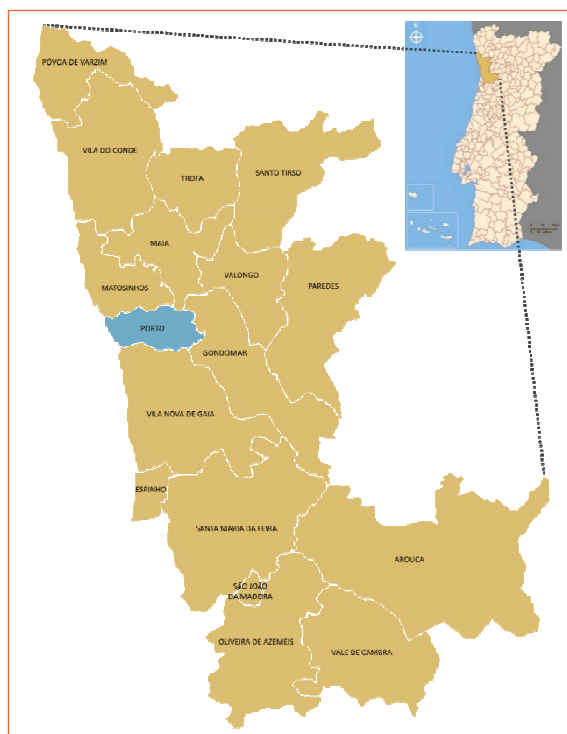 PÓVOA DE VARZIM
VILA DO CONDE
TROFA
SANTO TIRSO
MAIA
VALONGO
MATOSINHOS
PAREDES
PORTO
GONDOMAR
VILA NOVA DE GAIA
ESPINHO
SANTA MARIA DA FEIRA
AROUCA
SÃO JOÃO
DA MADEIRA
OLIVEIRA DE AZEMÉIS
VALE DE CAMBRA